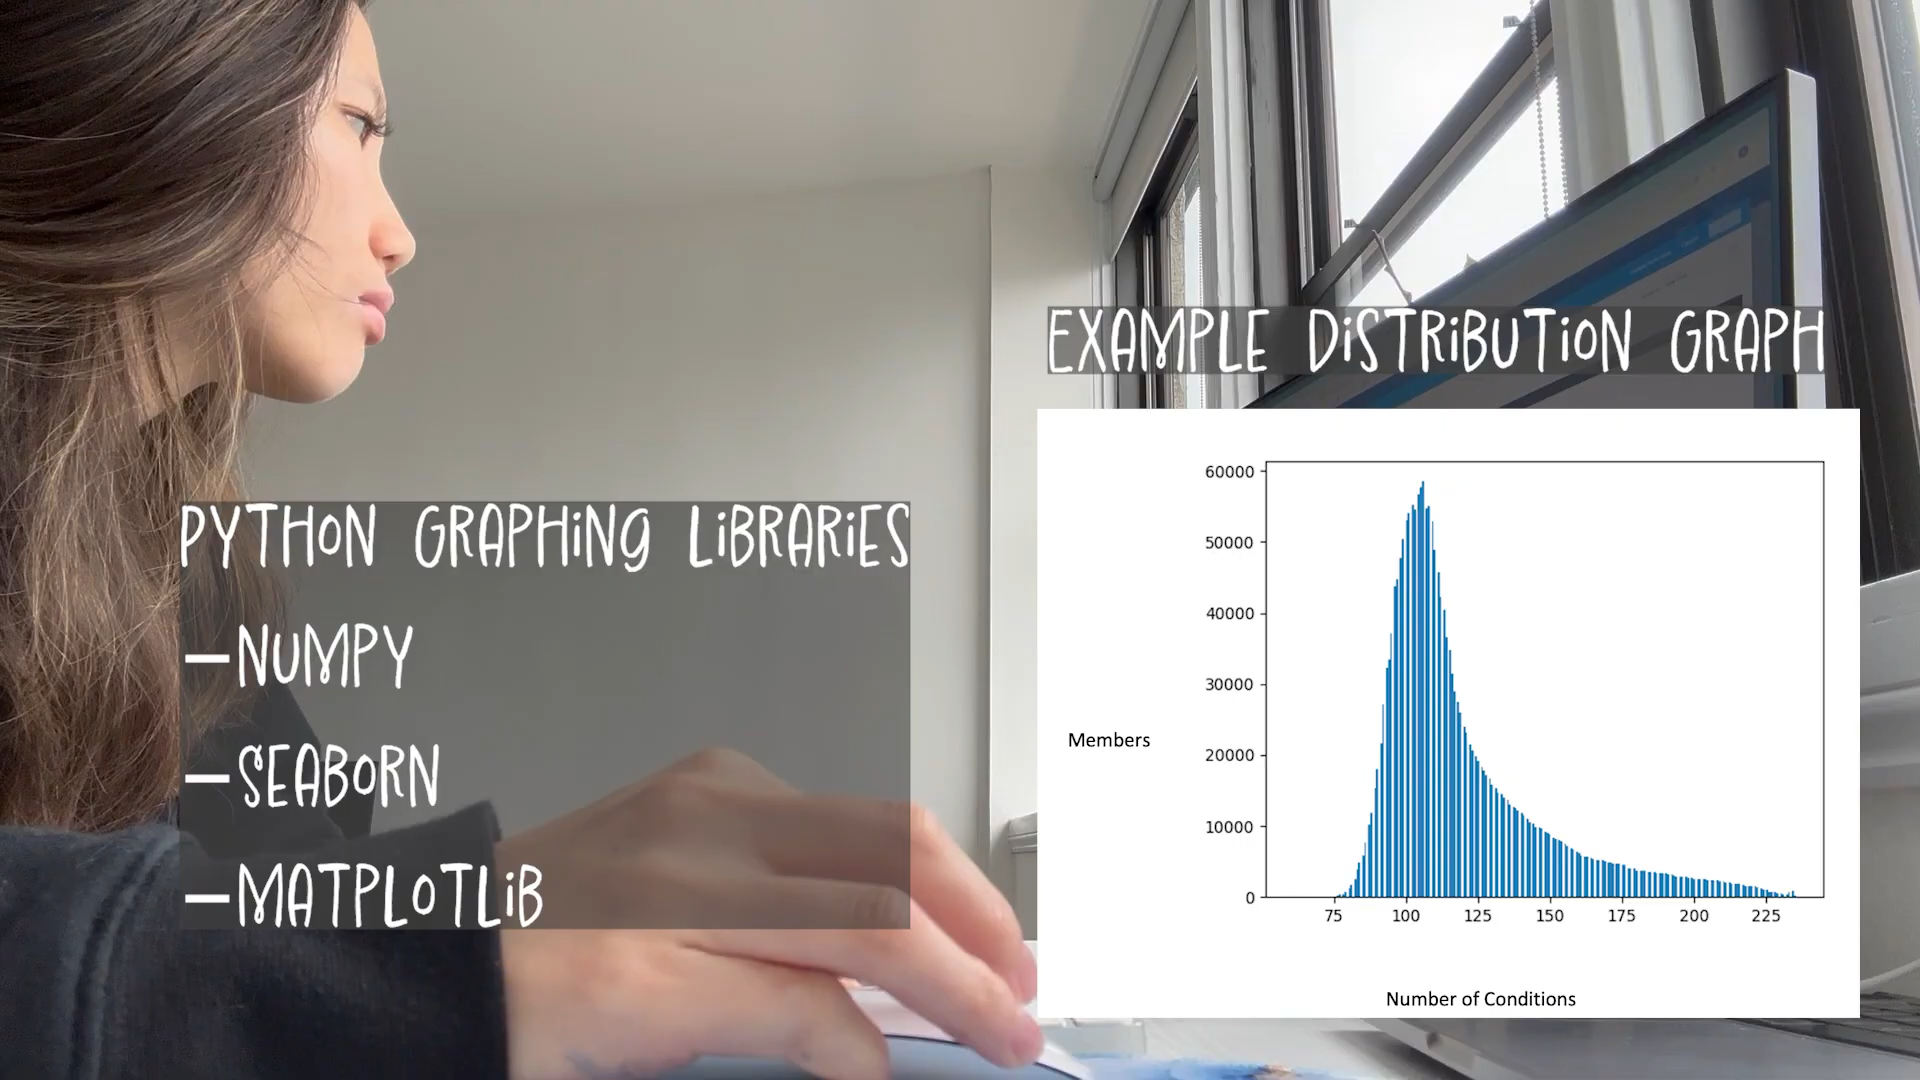 PYTHON GRAPHING LIBRARIES
-NUMPY
-SEABORN
-MATPLOTLIB
EXAMPLE DISTRIBUTION GRAPH
60000
50000
40000
30000
20000
10000
0
Members
75 100 125 150 175 200 225
Number of Conditions